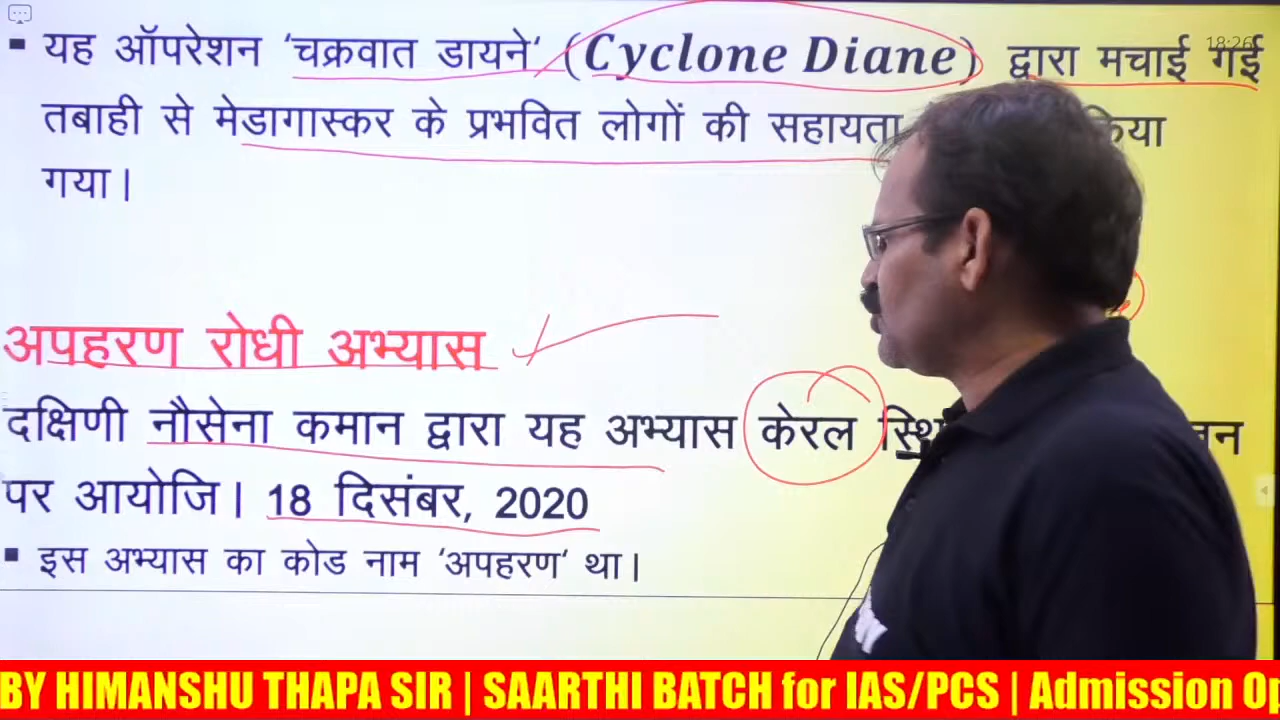 ▪ यह ऑपरेशन ‘चक्रवात डायने‘ (Cyclone Diane) द्वारा मचाई गई
18:26
तबाही से मेडागास्कर के प्रभवित लोगों की सहायता किया
गया।
अपहरण रोधी अभ्यास
दक्षिणी नौसेना कमान द्वारा यह अभ्यास केरल
पर आयोजि। 18 दिसंबर, 2020
▪ इस अभ्यास का कोड नाम ‘अपहरण‘ था।
BY HIMANSHU THAPA SIR | SAARTHI BATCH for IAS/PCS | Admission